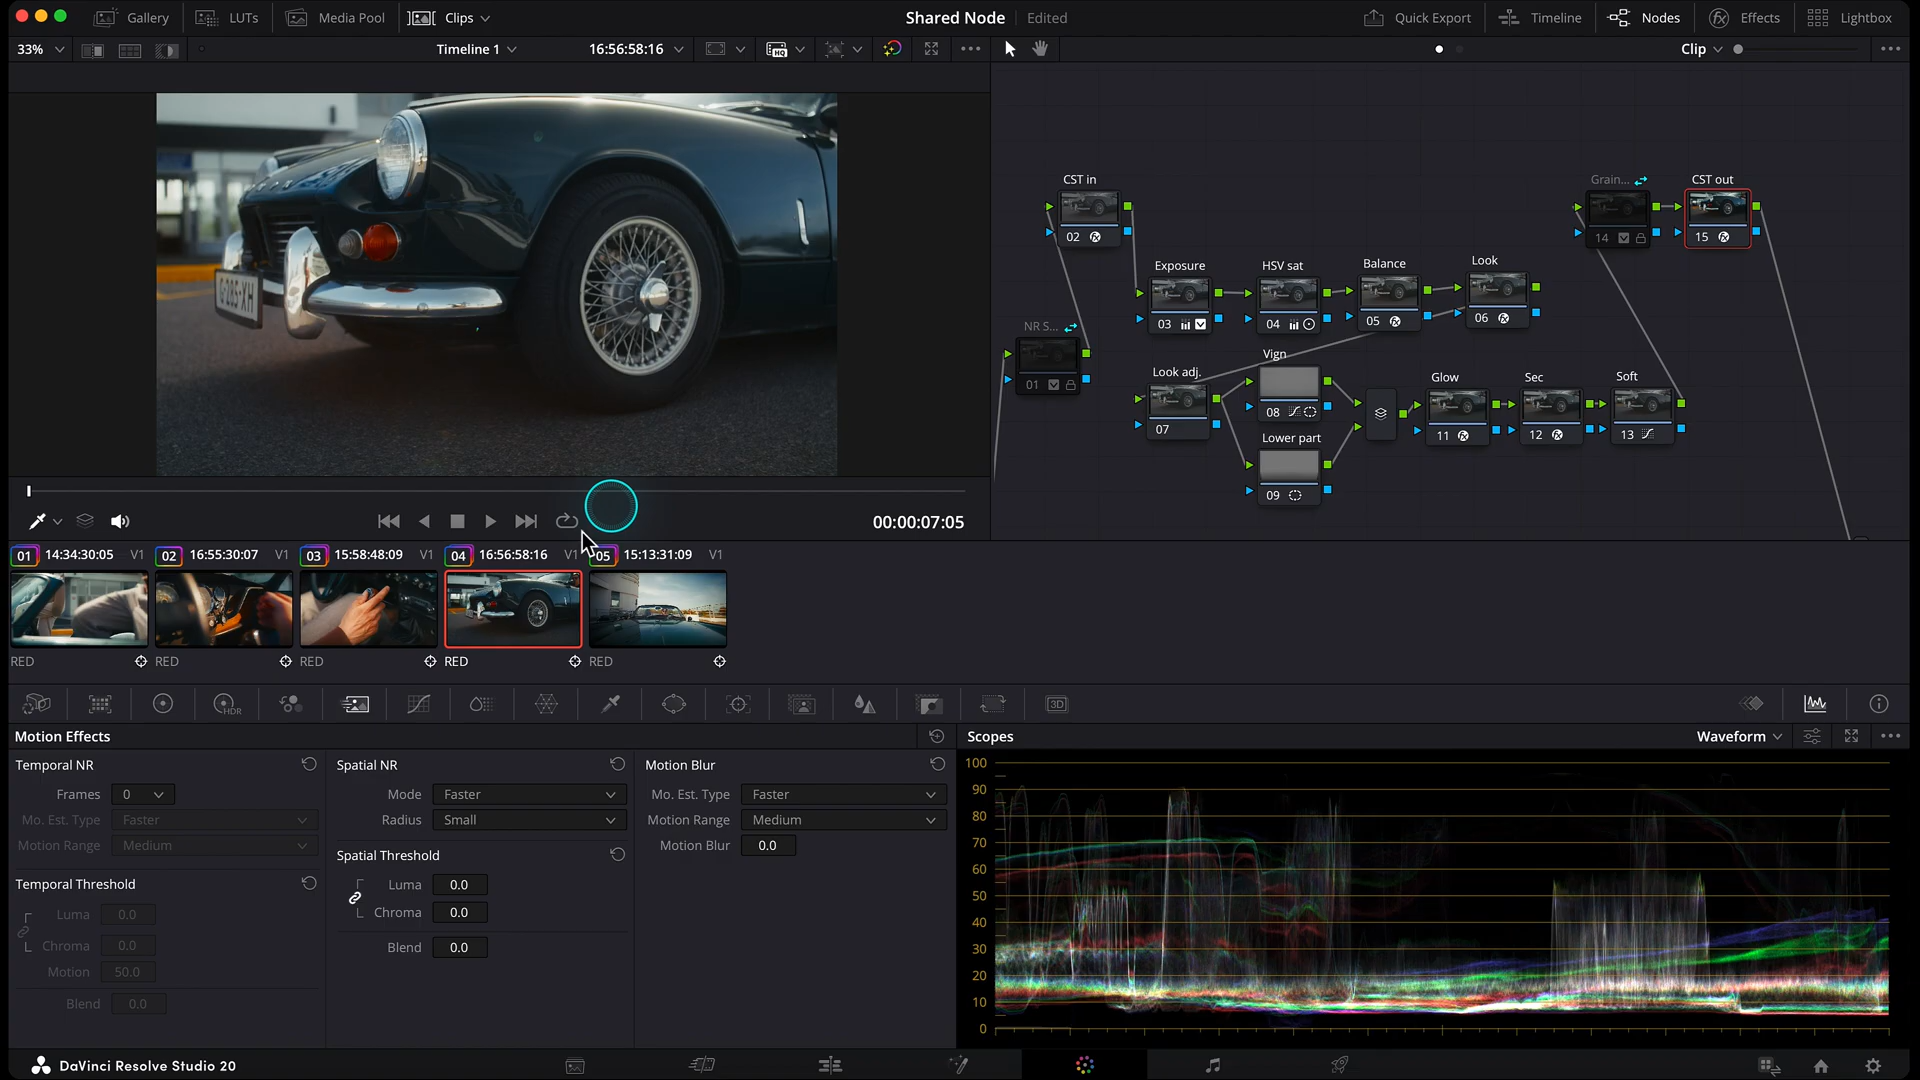 Gallery LUTs Media Pool Clips Shared Node Edited Quick Export Timeline Nodes Effects Lightbox
33% Timeline 1 16:56:58:16 HQ Clip
CST in
02
Grain...
14
CST out
15
Exposure
03
HSV sat
04
Balance
05
Look
06
NR S...
01
Look adj.
07
Vign
08
Lower part
09
Glow
11
Sec
12
Soft
13
00:00:07:05
01 14:34:30:05 V1 02 16:55:30:07 V1 03 15:58:48:09 V1 04 16:56:58:16 V1 05 15:13:31:09 V1
RED RED RED RED RED
HDR 3D
Motion Effects
Temporal NR
Frames 0
Mo. Est. Type Faster
Motion Range Medium
Temporal Threshold
Luma 0.0
Chroma 0.0
Motion 50.0
Blend 0.0
Spatial NR
Mode Faster
Radius Small
Spatial Threshold
Luma 0.0
Chroma 0.0
Blend 0.0
Motion Blur
Mo. Est. Type Faster
Motion Range Medium
Motion Blur 0.0
Scopes Waveform
100
90
80
70
60
50
40
30
20
10
0
DaVinci Resolve Studio 20